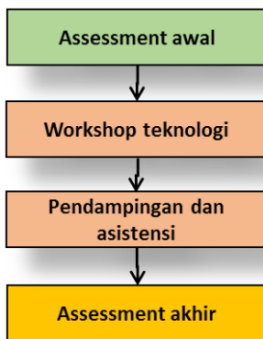 Assessment awal
Workshop teknologi
Pendampingan dan
asistensi
Assessment akhir